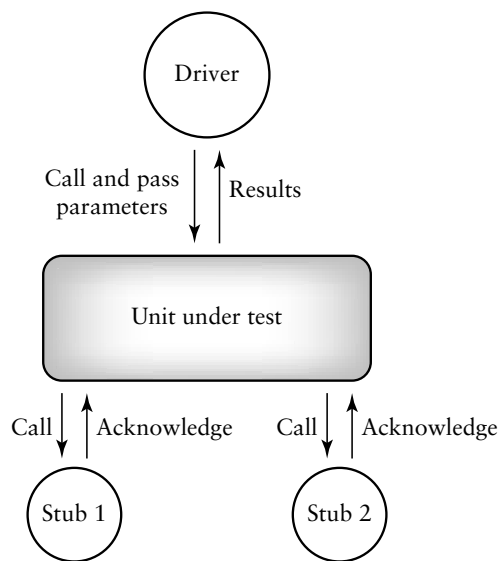 Driver
Call and pass
parameters
Results
Unit under test
Call
Acknowledge
Call
Acknowledge
Stub 1
Stub 2